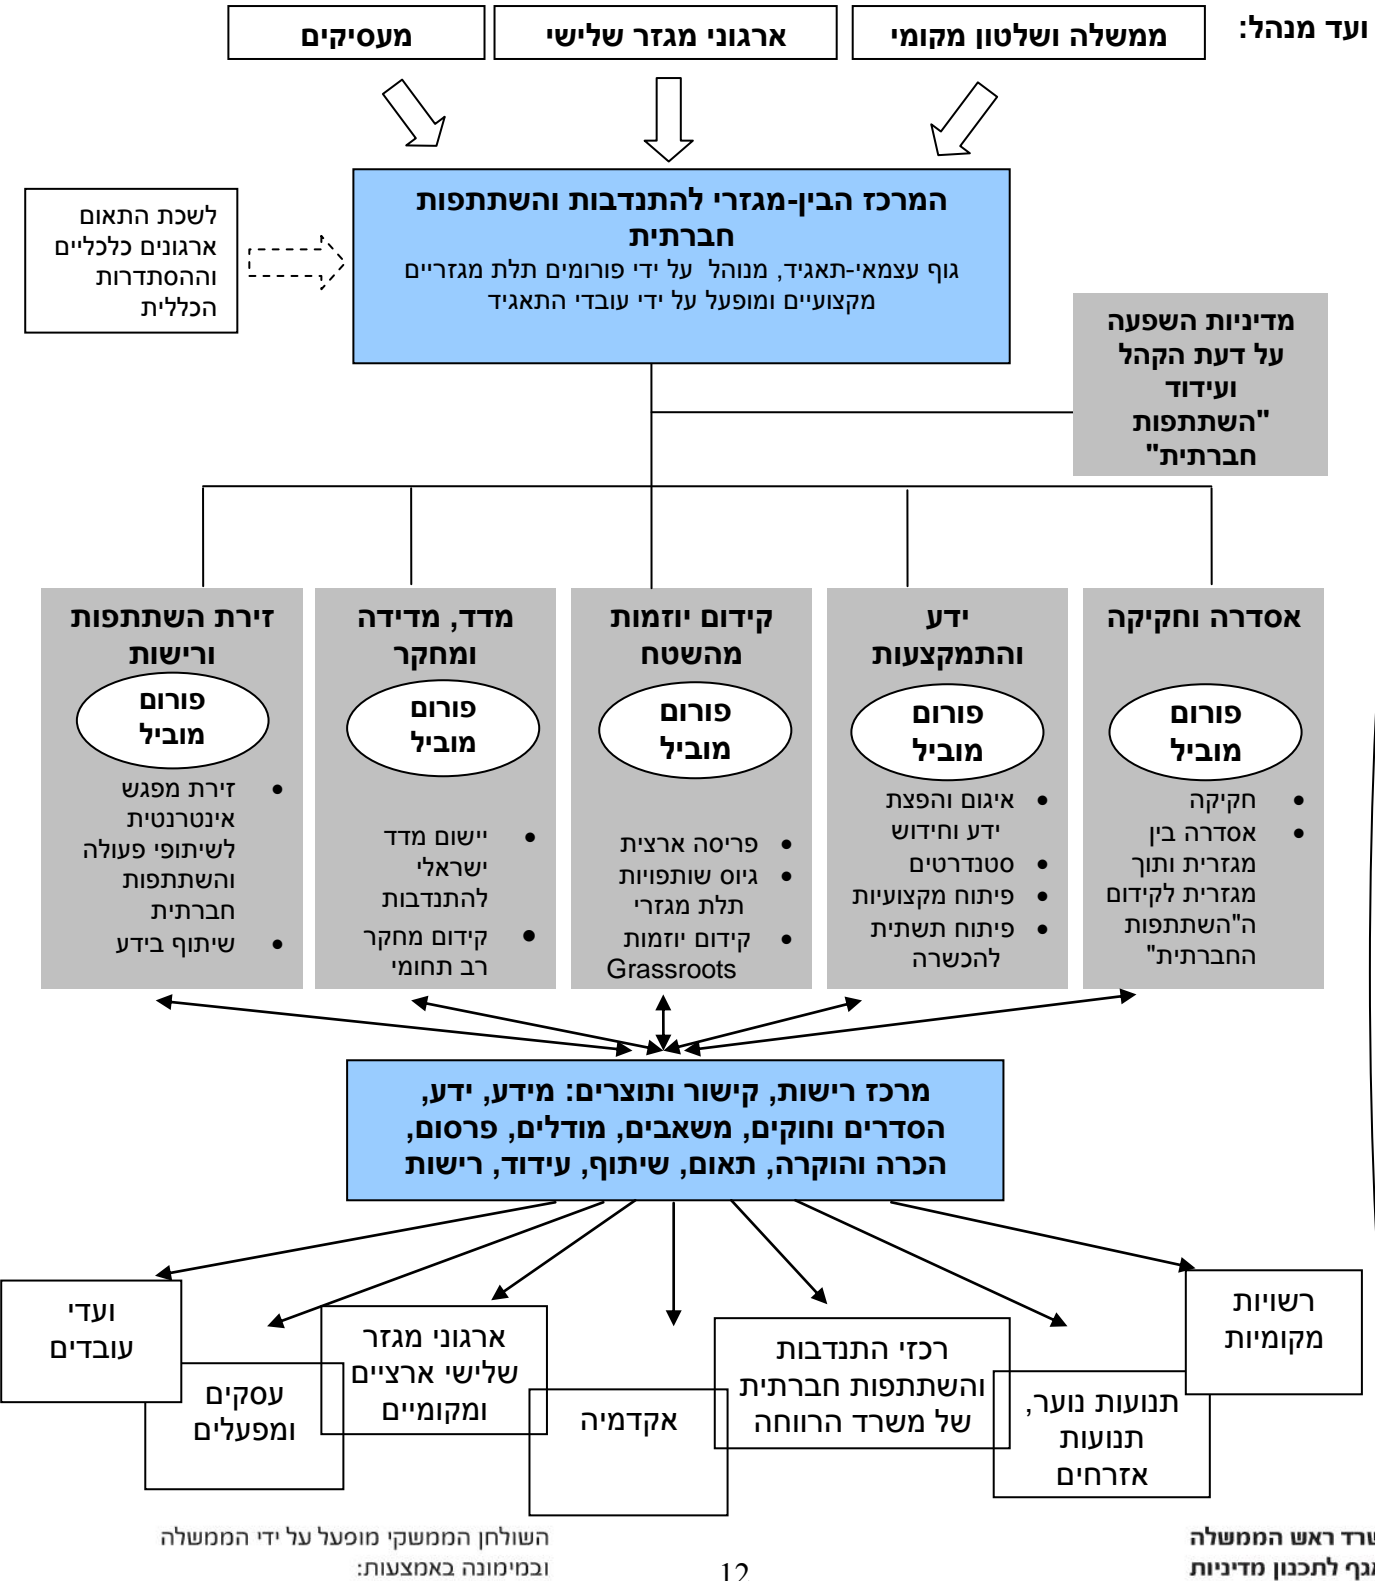 ועד מנהל:
ממשלה ושלטון מקומי
ארגוני מגזר שלישי
מעסיקים
המרכז הבין-מגזרי להתנדבות והשתתפות
חברתית
גוף עצמאי-תאגיד, מנוהל על ידי פורומים תלת מגזריים
מקצועיים ומופעל על ידי עובדי התאגיד
לשכת התאום
ארגונים כלכליים
וההסתדרות
הכללית
מדיניות השפעה
על דעת הקהל
ועידוד
"השתתפות
חברתית"
אסדרה וחקיקה
פורום
מוביל
• חקיקה
• אסדרה בין
מגזרית ותוך
מגזרית לקידום
ה"השתתפות
החברתית"
ידע
והתמקצעות
פורום
מוביל
• איגום והפצת
ידע וחידוש
• סטנדרטים
• פיתוח מקצועיות
• פיתוח תשתית
להכשרה
קידום יוזמות
מהשטח
פורום
מוביל
• פריסה ארצית
• גיוס שותפויות
תלת מגזרי
• קידום יוזמות
Grassroots
מדד, מדידה
ומחקר
פורום
מוביל
• יישום מדד
ישראלי
להתנדבות
• קידום מחקר
רב תחומי
זירת השתתפות
ורישות
פורום
מוביל
• זירת מפגש
אינטרנטית
לשיתופי פעולה
והשתתפות
חברתית
• שיתוף בידע
מרכז רישות, קישור ותוצרים: מידע, ידע,
הסדרים וחוקים, משאבים, מודלים, פרסום,
הכרה והוקרה, תאום, שיתוף, עידוד, רישות
רשויות
מקומיות
תנועות נוער,
תנועות
אזרחים
רכזי התנדבות
והשתתפות חברתית
של משרד הרווחה
אקדמיה
ארגוני מגזר
שלישי ארציים
ומקומיים
עסקים
ומפעלים
ועדי
עובדים
ראש הממשלה
לתכנון מדיניות
השולחן הממשקי מופעל על ידי הממשלה
ובמימונה באמצעות:
12